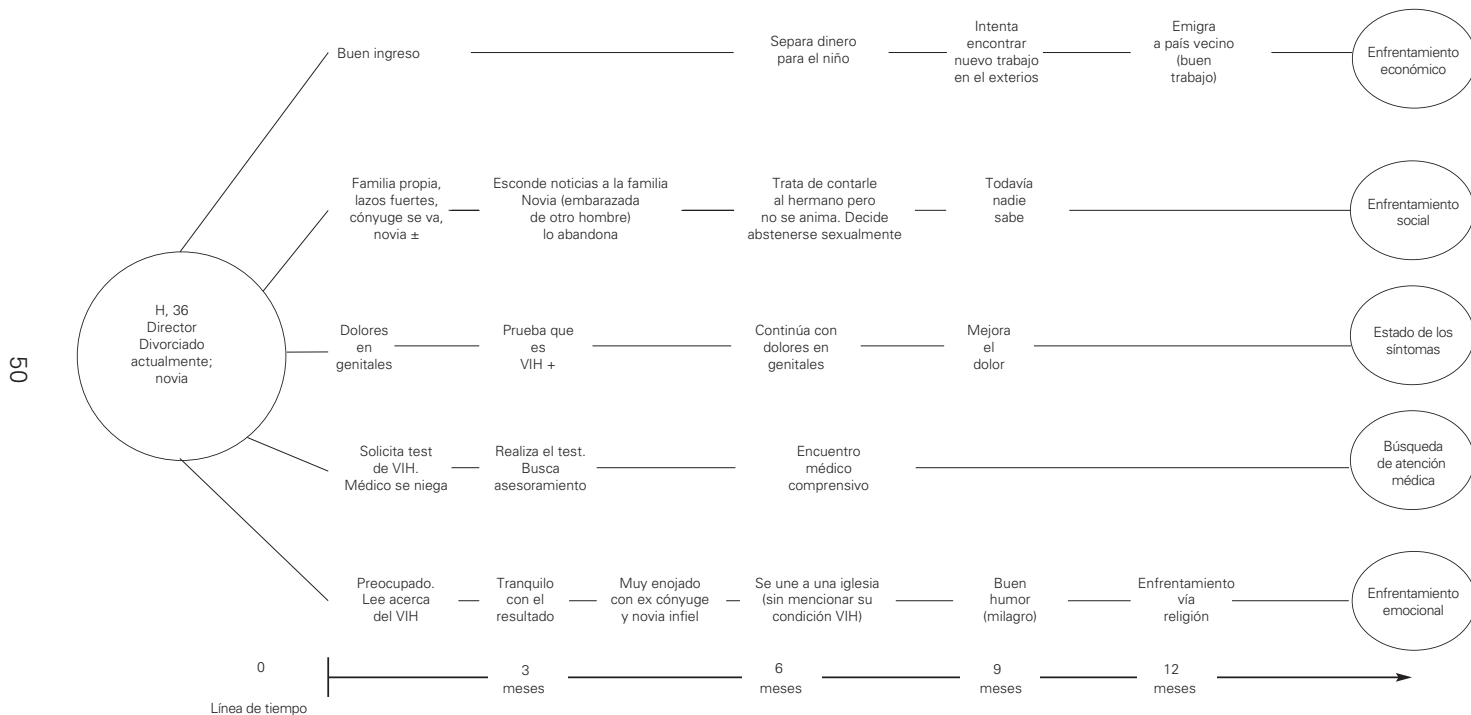 Buen ingreso
Separa dinero
para el niño
Intenta
encontrar
nuevo trabajo
en el exterios
Emigra
a país vecino
(buen
trabajo)
Enfrentamiento
económico
Familia propia,
lazos fuertes,
cónyuge se va,
novia ±
Esconde noticias a la familia
Novia (embarazada
de otro hombre)
lo abandona
Trata de contarle
al hermano pero
no se anima. Decide
abstenerse sexualmente
Todavía
nadie
sabe
Enfrentamiento
social
H, 36
Director
Divorciado
actualmente;
novia
Dolores
en
genitales
Prueba que
es
VIH +
Continúa con
dolores en
genitales
Mejora
el
dolor
Estado de los
síntomas
50
Solicita test
de VIH.
Médico se niega
Realiza el test.
Busca
asesoramiento
Encuentro
médico
comprensivo
Búsqueda
de atención
médica
Preocupado.
Lee acerca
del VIH
Tranquilo
con el
resultado
Muy enojado
con ex cónyuge
y novia infiel
Se une a una iglesia
(sin mencionar su
condición VIH)
Buen
humor
(milagro)
Enfrentamiento
vía
religión
Enfrentamiento
emocional
0
3
meses
6
meses
9
meses
12
meses
Línea de tiempo